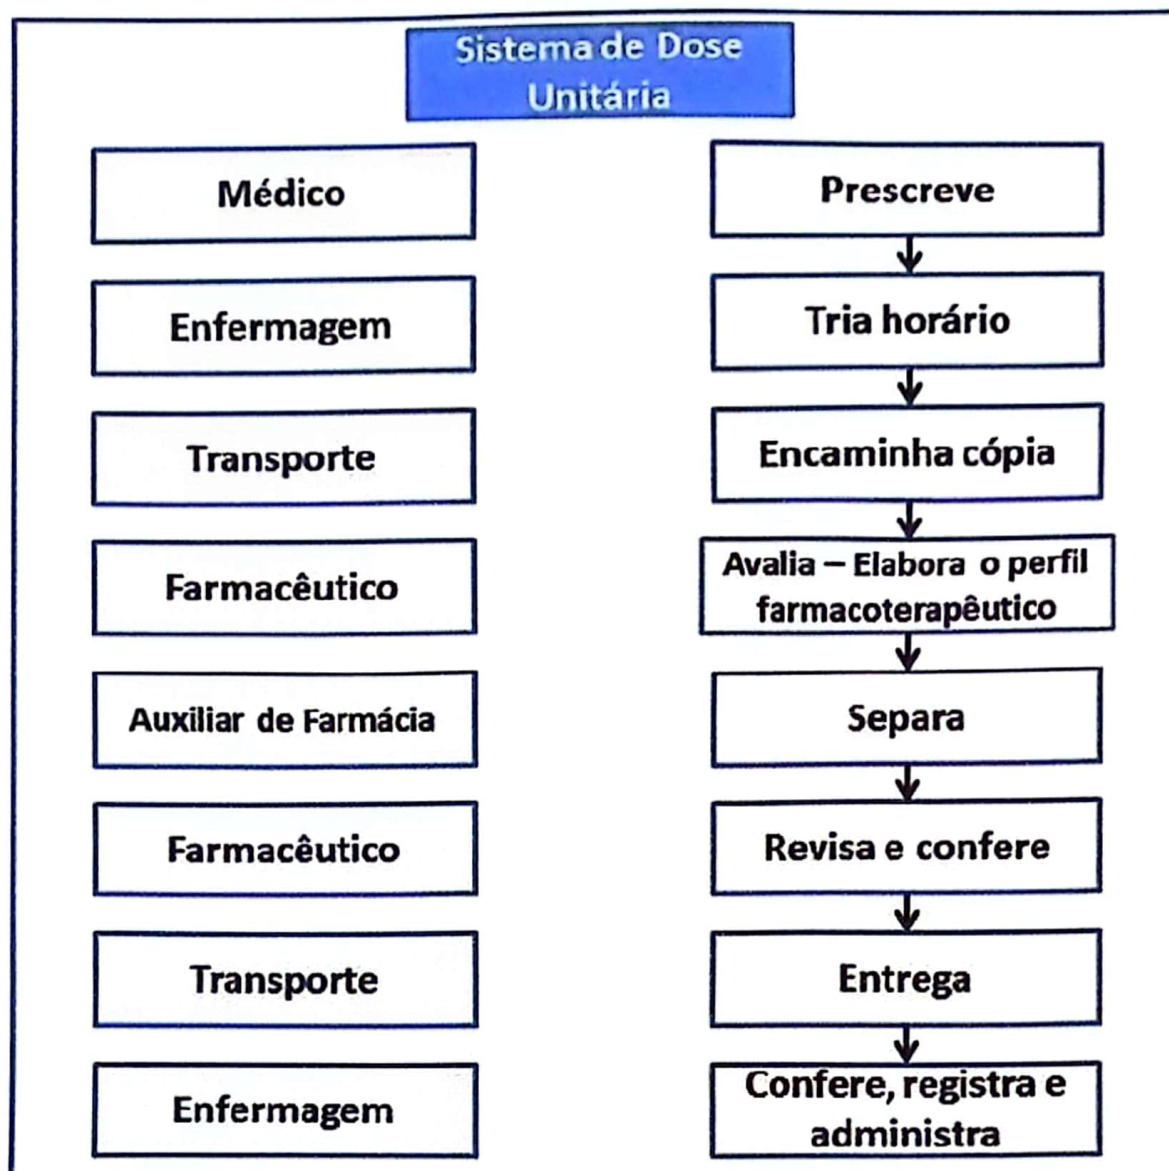 Sistema de Dose
Unitária
Médico
Prescreve
Enfermagem
Tria horário
Transporte
Encaminha cópia
Farmacêutico
Avalia – Elabora o perfil
farmacoterapêutico
Auxiliar de Farmácia
Separa
Farmacêutico
Revisa e confere
Transporte
Entrega
Enfermagem
Confere, registra e
administra